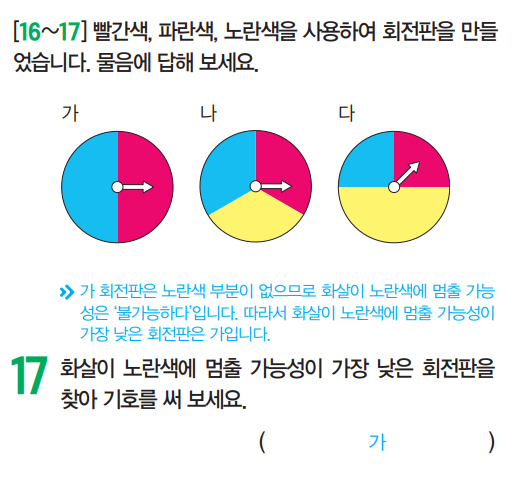 [16~17] 빨간색, 파란색, 노란색을 사용하여 회전판을 만들
었습니다. 물음에 답해 보세요.
가 나 다
가 회전판은 노란색 부분이 없으므로 화살이 노란색에 멈출 가능
성은 ‘불가능하다’입니다. 따라서 화살이 노란색에 멈출 가능성이
가장 낮은 회전판은 가입니다.
17 화살이 노란색에 멈출 가능성이 가장 낮은 회전판을
찾아 기호를 써 보세요.
( 가 )